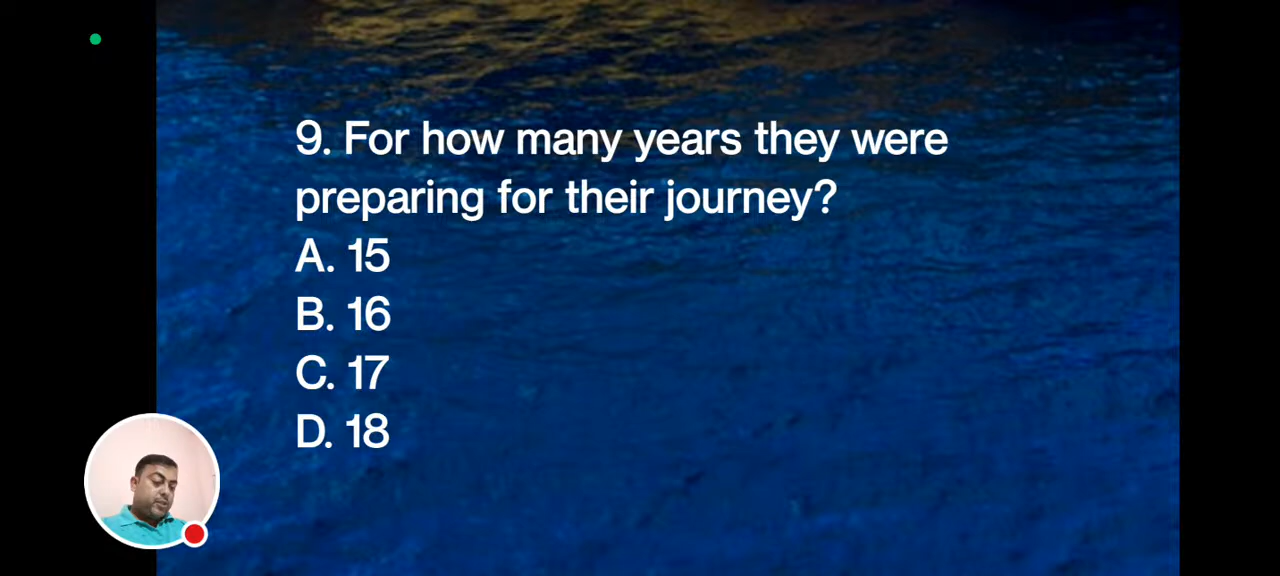 9. For how many years they were
preparing for their journey?
A. 15
B. 16
C. 17
D. 18